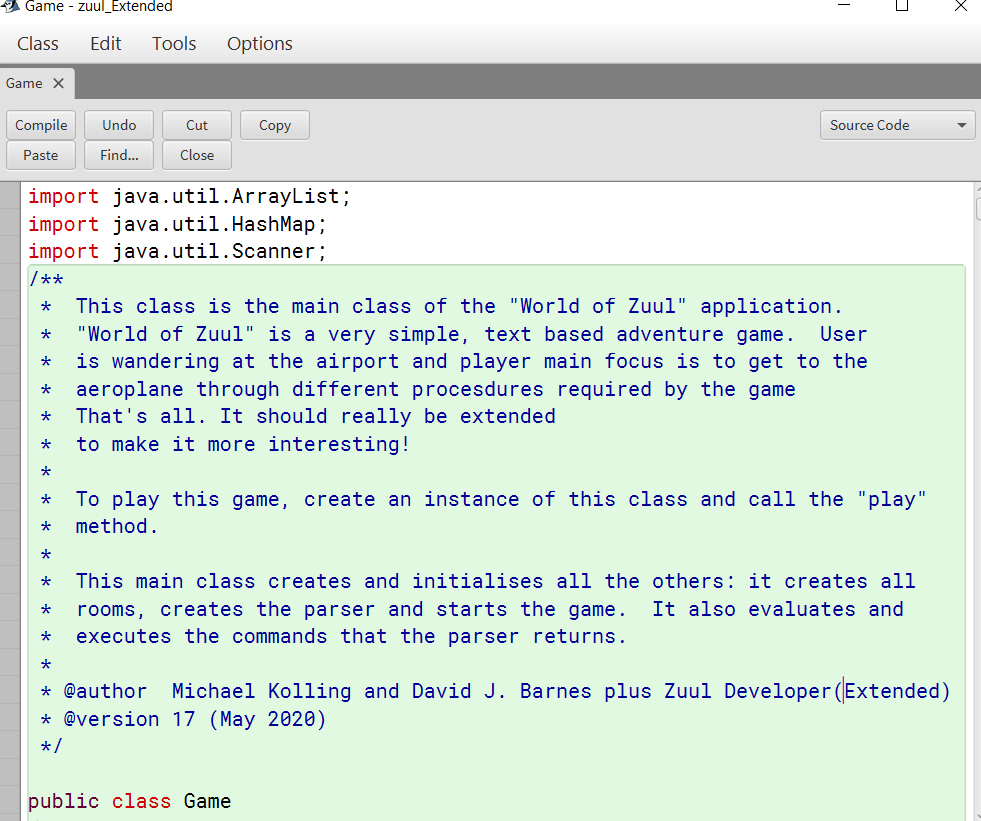 Game - zuul_Extended
Class Edit Tools Options
Game
Compile Undo Cut Copy Source Code
Paste Find... Close
import java.util.ArrayList;
import java.util.HashMap;
import java.util.Scanner;
/**
 *  This class is the main class of the "World of Zuul" application.
 *  "World of Zuul" is a very simple, text based adventure game.  User
 *  is wandering at the airport and player main focus is to get to the
 *  aeroplane through different procesdures required by the game
 *  That's all. It should really be extended
 *  to make it more interesting!
 *
 *  To play this game, create an instance of this class and call the "play"
 *  method.
 *
 *  This main class creates and initialises all the others: it creates all
 *  rooms, creates the parser and starts the game.  It also evaluates and
 *  executes the commands that the parser returns.
 *
 * @author  Michael Kolling and David J. Barnes plus Zuul Developer(Extended)
 * @version 17 (May 2020)
 */
public class Game